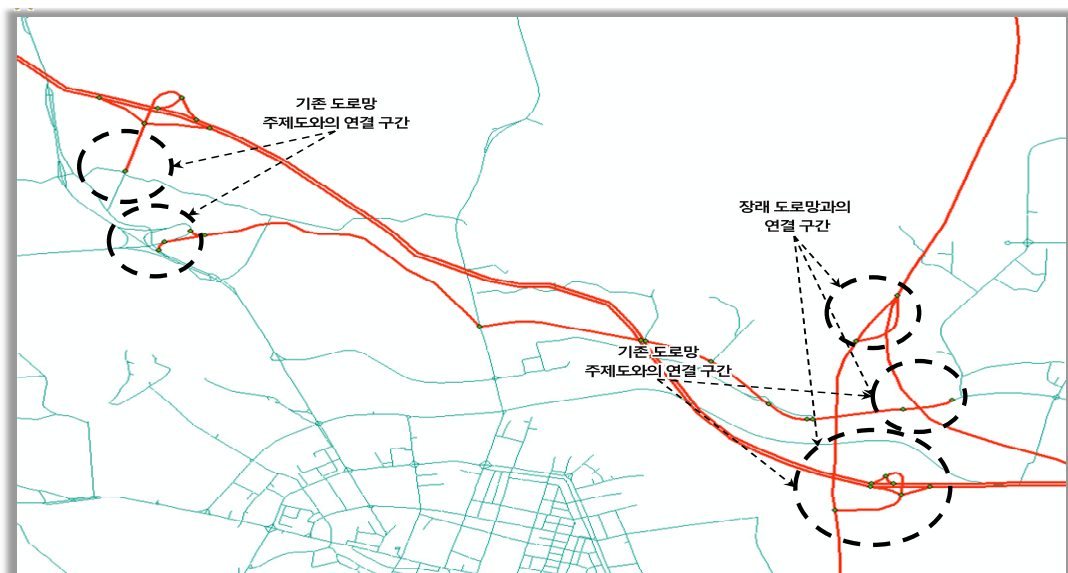 기존 도로망
주제도와의 연결 구간
장래 도로망과의
연결 구간
기존 도로망
주제도와의 연결 구간